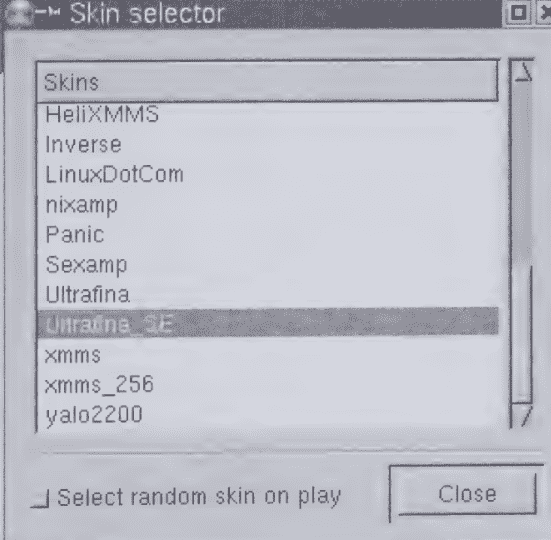 Skin selector
Skins
HeliXMMS
Inverse
LinuxDotCom
nixamp
Panic
Sexamp
Ultrafina
Ultrafina_SE
xmms
xmms_256
yalo2200
Select random skin on play
Close